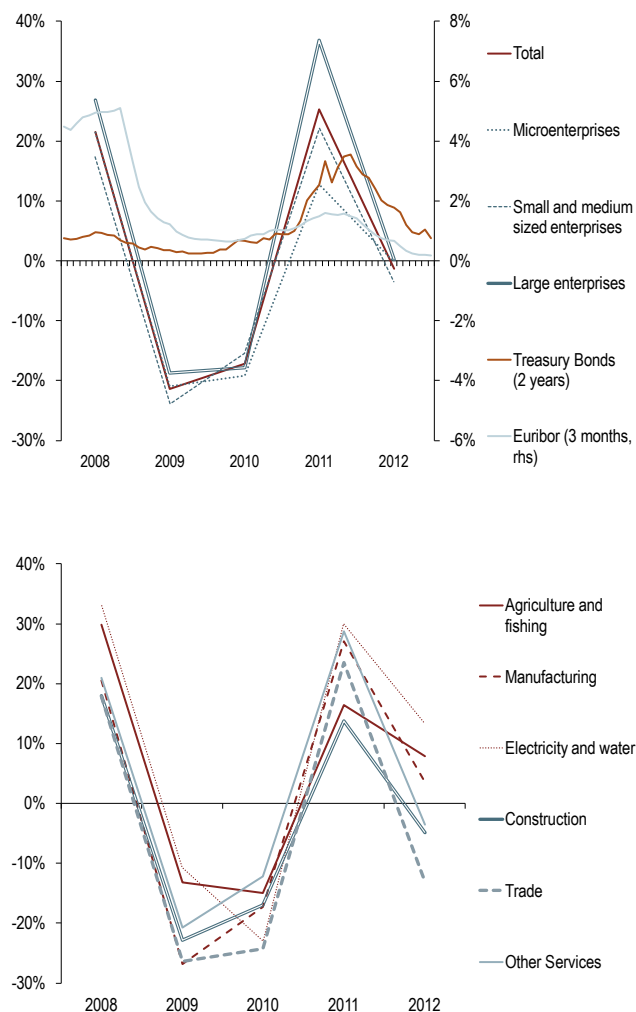 40%
30%
20%
10%
0%
-10%
-20%
-30%
8%
6%
4%
2%
0%
-2%
-4%
-6%
2008 2009 2010 2011 2012
Total
Microenterprises
Small and medium
sized enterprises
Large enterprises
Treasury Bonds
(2 years)
Euribor (3 months,
rhs)
40%
30%
20%
10%
0%
-10%
-20%
-30%
2008 2009 2010 2011 2012
Agriculture and
fishing
Manufacturing
Electricity and water
Construction
Trade
Other Services